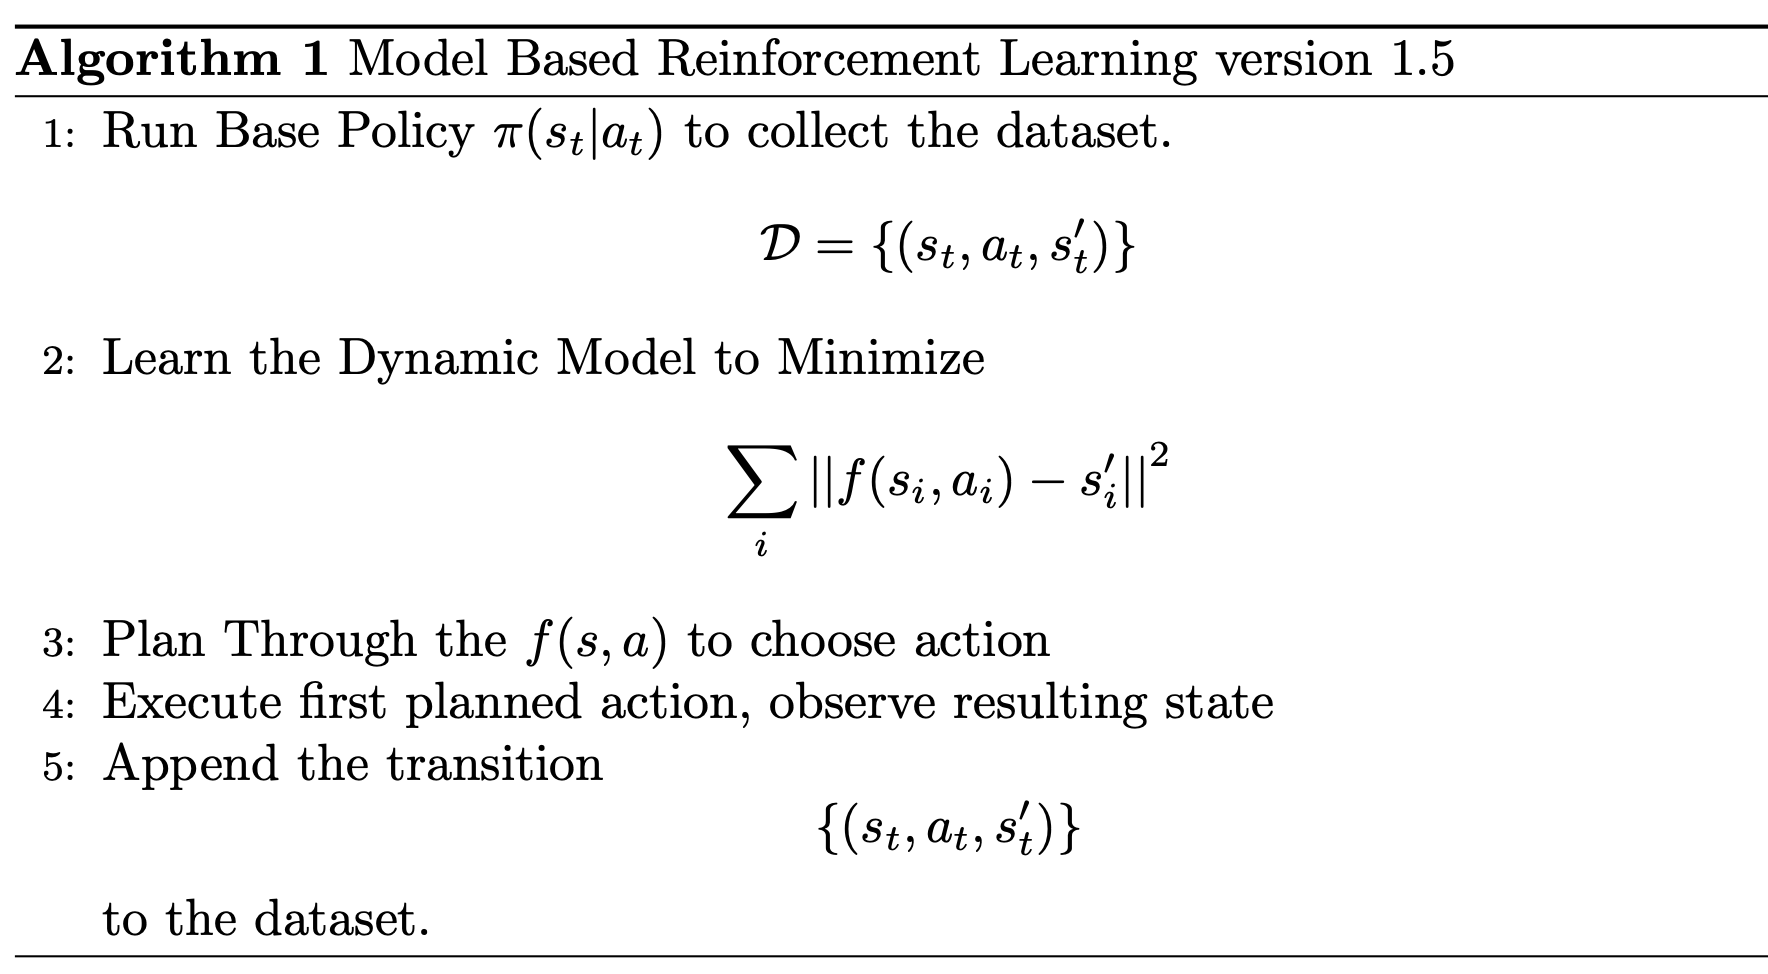 Algorithm 1 Model Based Reinforcement Learning version 1.5
1: Run Base Policy π(s_t|a_t) to collect the dataset.
𝒟 = {(s_t, a_t, s′_t)}
2: Learn the Dynamic Model to Minimize
∑_i ||f(s_i, a_i) − s′_i||²
3: Plan Through the f(s, a) to choose action
4: Execute first planned action, observe resulting state
5: Append the transition
{(s_t, a_t, s′_t)}
to the dataset.